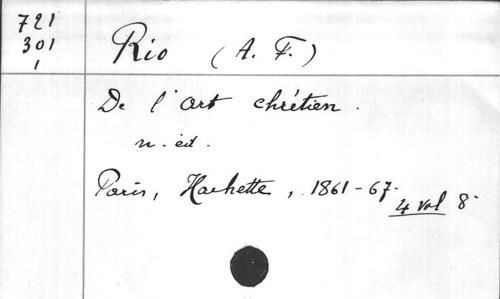 721
301
1
Rio (A. F.)
De l'art chrétien.
n. éd.
Paris, Hachette, 1861-67.
4 vol 8°